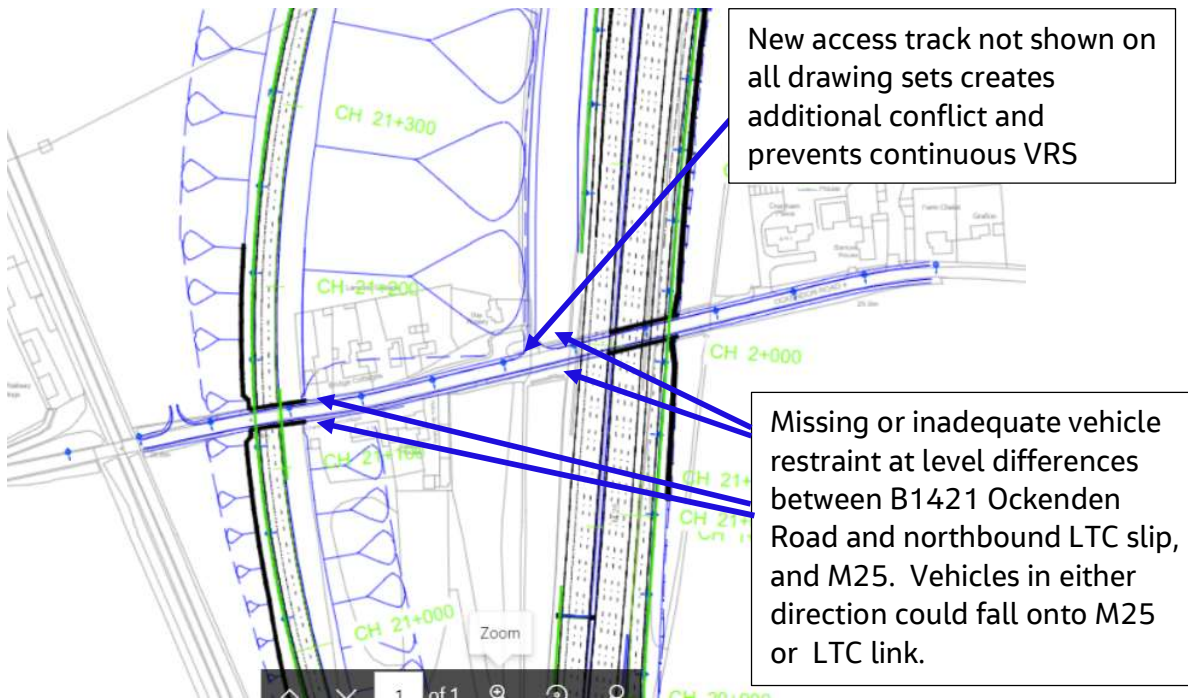 New access track not shown on
all drawing sets creates
additional conflict and
prevents continuous VRS
CH 21+300
CH 21+200
OCKENDON ROAD
CH 2+000
CH 21+100
Missing or inadequate vehicle
restraint at level differences
between B1421 Ockenden
Road and northbound LTC slip,
and M25. Vehicles in either
direction could fall onto M25
or LTC link.
CH 21+000
Zoom
1 of 1